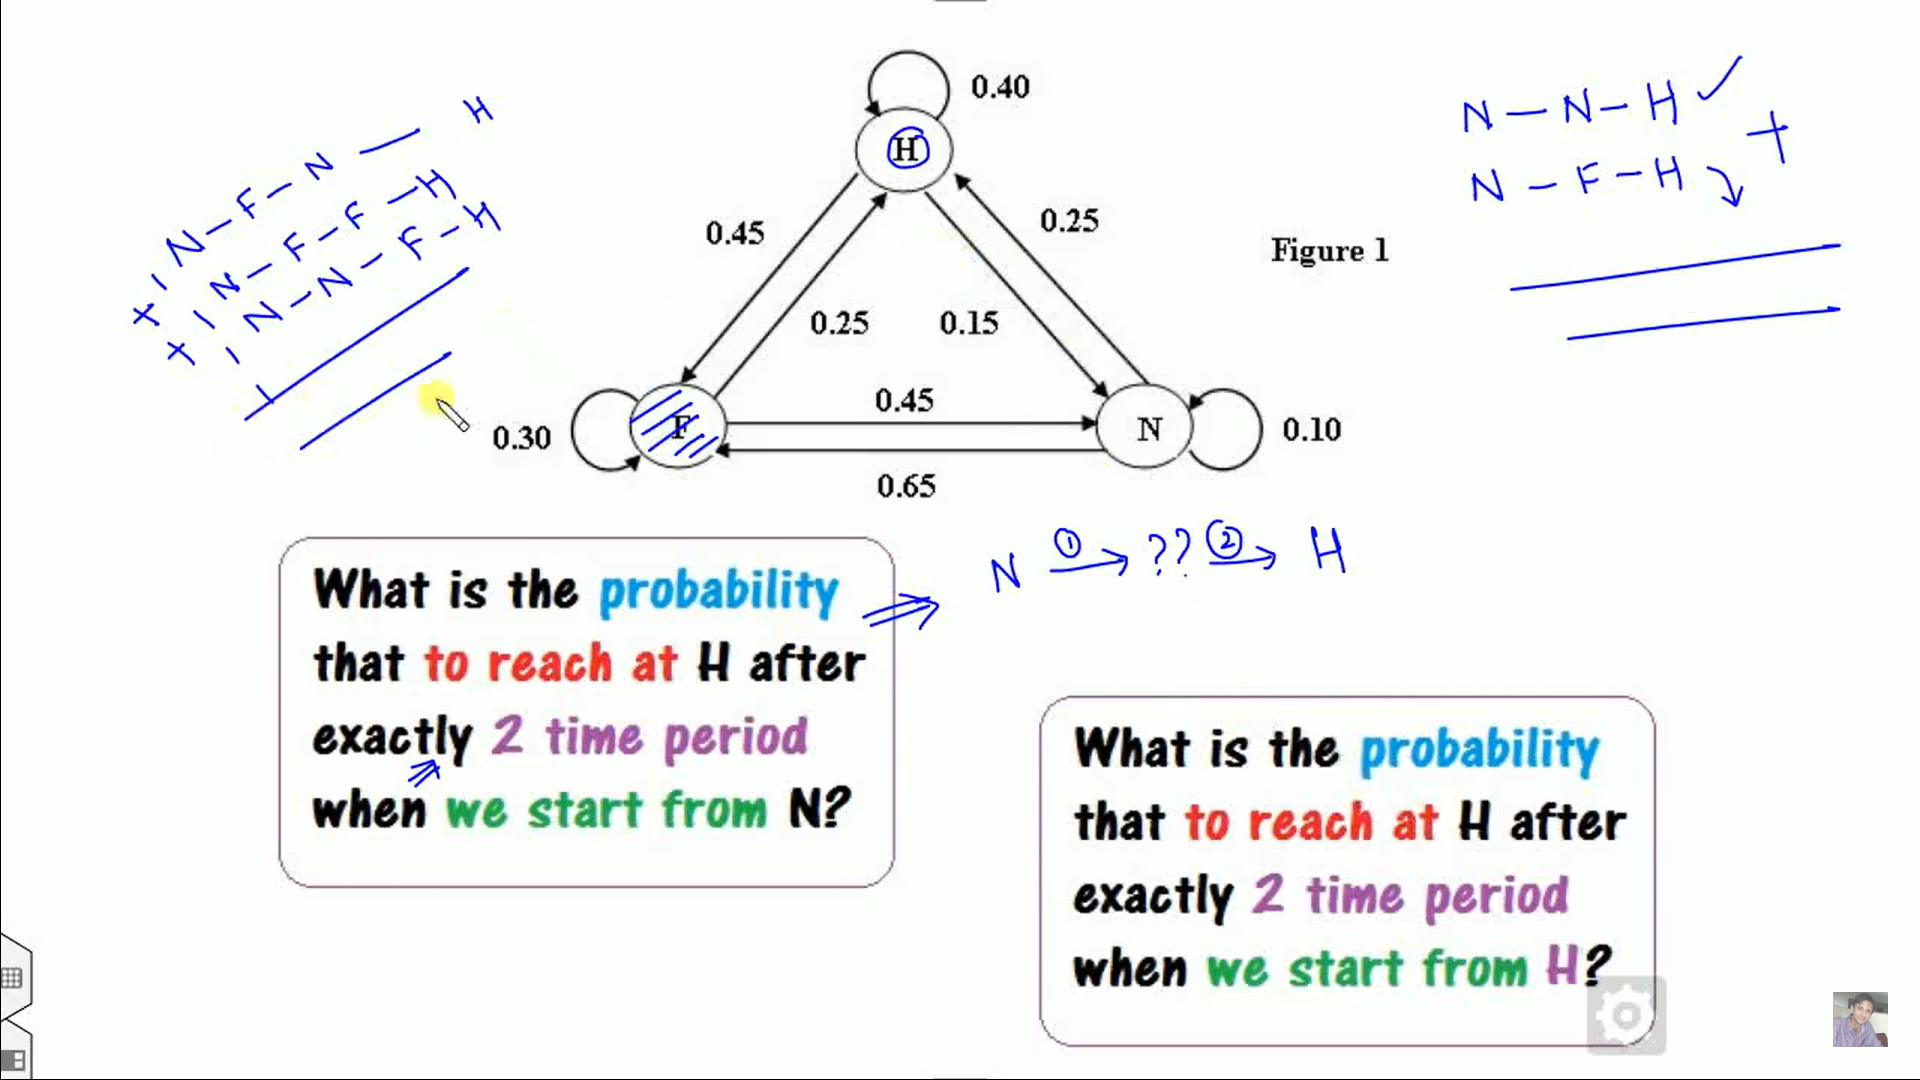 0.40
H
0.45
0.25
0.25
0.15
Figure 1
0.45
0.30
F
N
0.10
0.65
N – F – N — H
+ N – F – F – H
+ N – N – F – H
N – N – H ✓
+
N – F – H
N ① → ?? ② → H
What is the probability
that to reach at H after
exactly 2 time period
when we start from N?
What is the probability
that to reach at H after
exactly 2 time period
when we start from H?